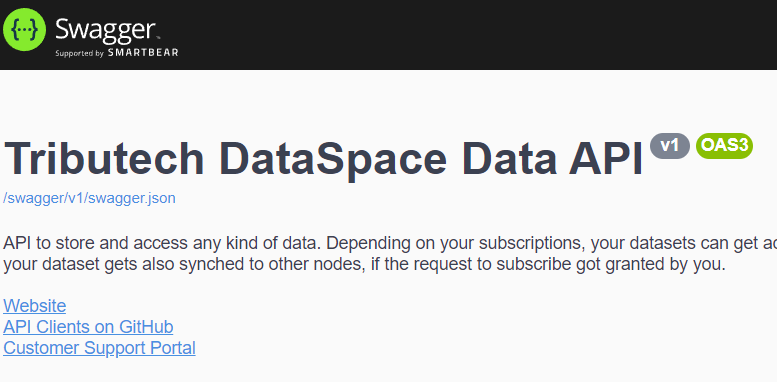 Swagger
Supported by SMARTBEAR
Tributech DataSpace Data API v1 OAS3
/swagger/v1/swagger.json
API to store and access any kind of data. Depending on your subscriptions, your datasets can get
your dataset gets also synched to other nodes, if the request to subscribe got granted by you.
Website
API Clients on GitHub
Customer Support Portal